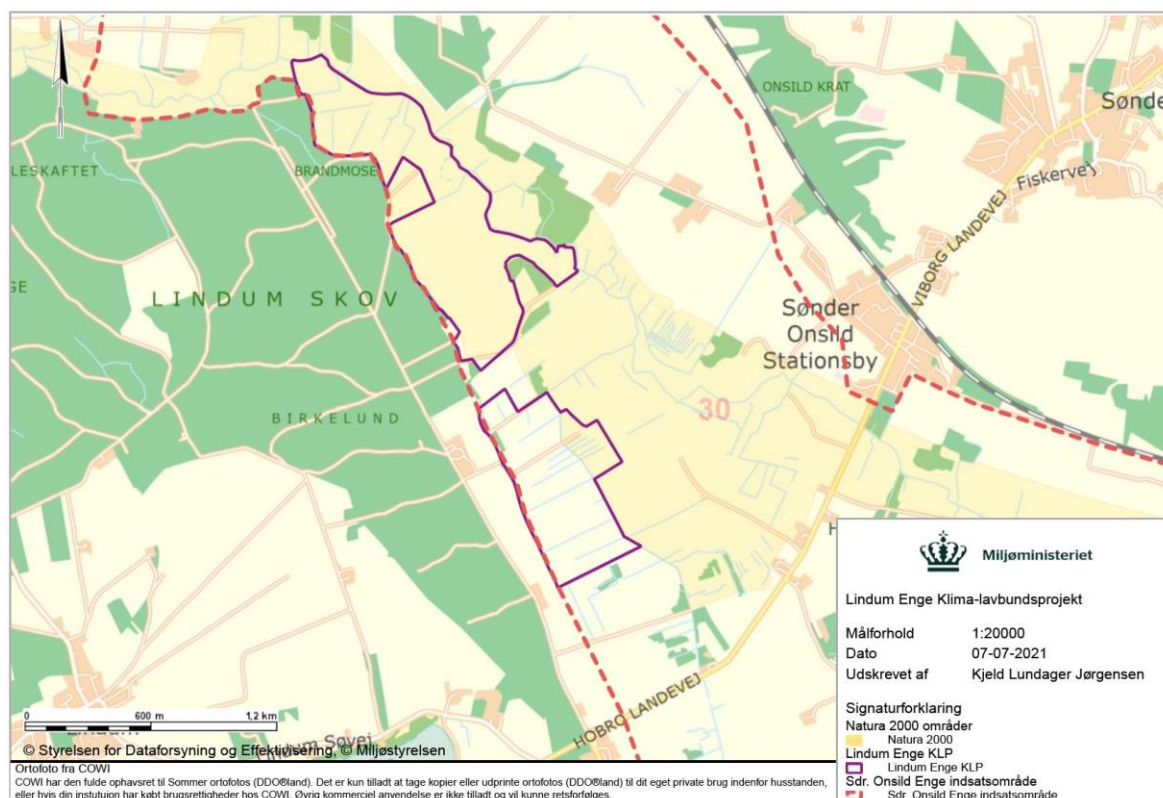 ONSILD KRAT
Sønde
Fiskervej
LESKAFTET
BRANDMOSE
VIBORG LANDEVEJ
GE
LINDUM SKOV
Sønder
Onsild
Stationsby
BIRKELUND
30
H
HOBRO LANDEVEJ
Lindum Søvej
Lindum
0 600 m 1,2 km
© Styrelsen for Dataforsyning og Effektivisering, © Miljøstyrelsen
Ortofoto fra COWI
COWI har den fulde ophavsret til Sommer ortofotos (DDO®land). Det er kun tilladt at tage kopier eller udprinte ortofotos (DDO®land) til dit eget private brug indenfor husstanden,
eller hvis din instutuion har købt brugsrettigheder hos COWI. Øvrig kommerciel anvendelse er ikke tilladt og vil kunne retsforfølges.
Miljøministeriet
Lindum Enge Klima-lavbundsprojekt
Målforhold 1:20000
Dato 07-07-2021
Udskrevet af Kjeld Lundager Jørgensen
Signaturforklaring
Natura 2000 områder
Natura 2000
Lindum Enge KLP
Lindum Enge KLP
Sdr. Onsild Enge indsatsområde
Sdr. Onsild Enge indsatsområde